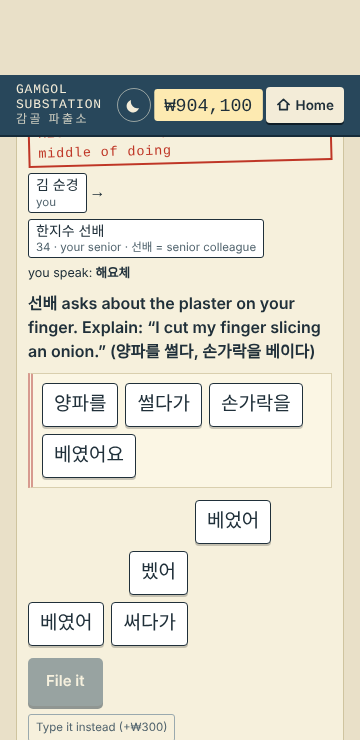 GAMGOL
SUBSTATION
감골 파출소
₩904,100
Home
middle of doing
김 순경
you
→
한지수 선배
34 · your senior · 선배 = senior colleague
you speak: 해요체
선배 asks about the plaster on your
finger. Explain: “I cut my finger slicing
an onion.” (양파를 썰다, 손가락을 베이다)
양파를 썰다가 손가락을
베였어요
베었어
벴어
베였어 써다가
File it
Type it instead (+₩300)